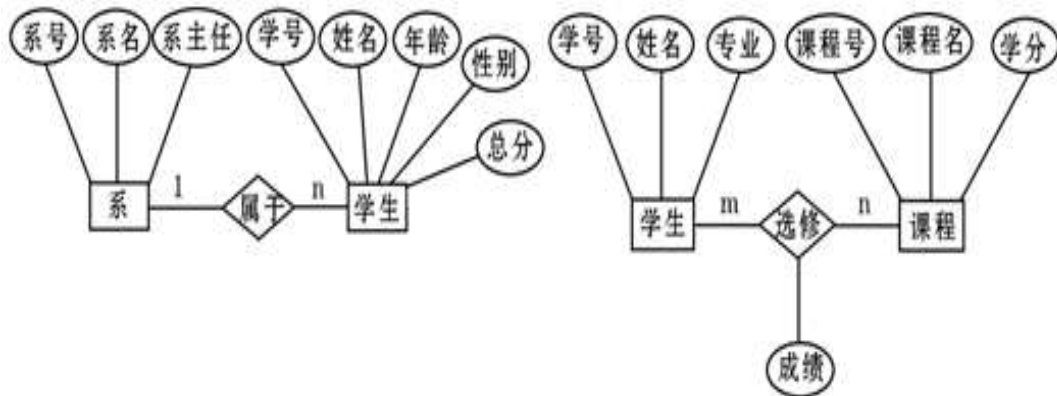 系号 系名 系主任 学号 姓名 年龄 性别 总分
系 1 属于 n 学生
学号 姓名 专业 课程号 课程名 学分
学生 m 选修 n 课程
成绩